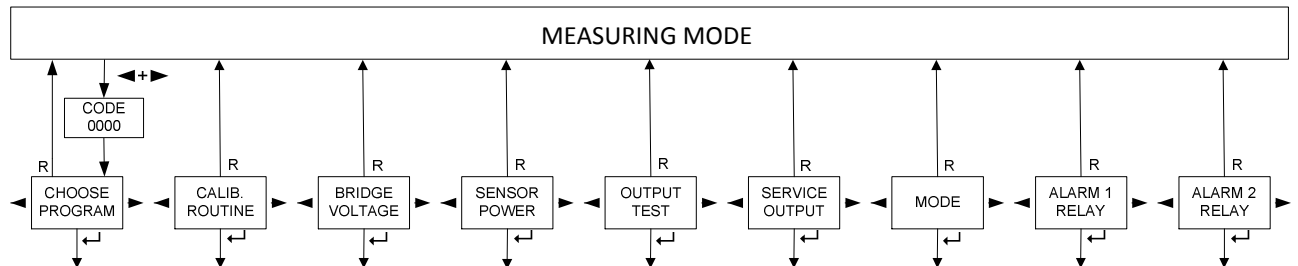 MEASURING MODE
◄+►
CODE
0000
R R R R R R R R R
CHOOSE
PROGRAM
CALIB.
ROUTINE
BRIDGE
VOLTAGE
SENSOR
POWER
OUTPUT
TEST
SERVICE
OUTPUT
MODE
ALARM 1
RELAY
ALARM 2
RELAY